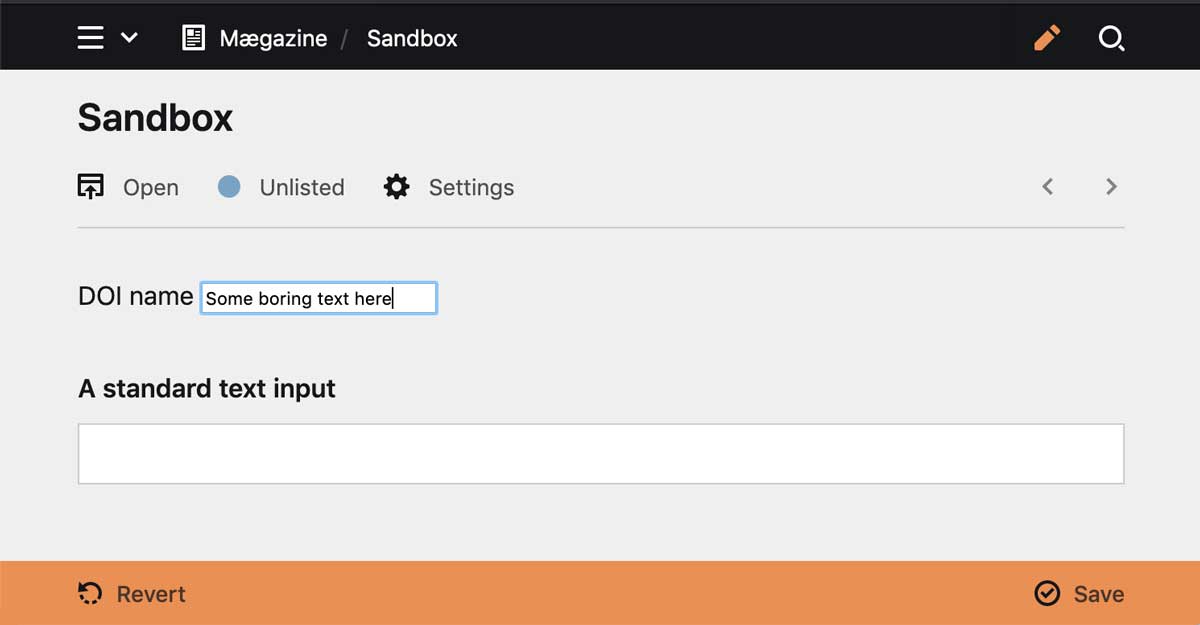 Mægazine / Sandbox
Sandbox
Open Unlisted Settings
DOI name Some boring text here
A standard text input
Revert Save